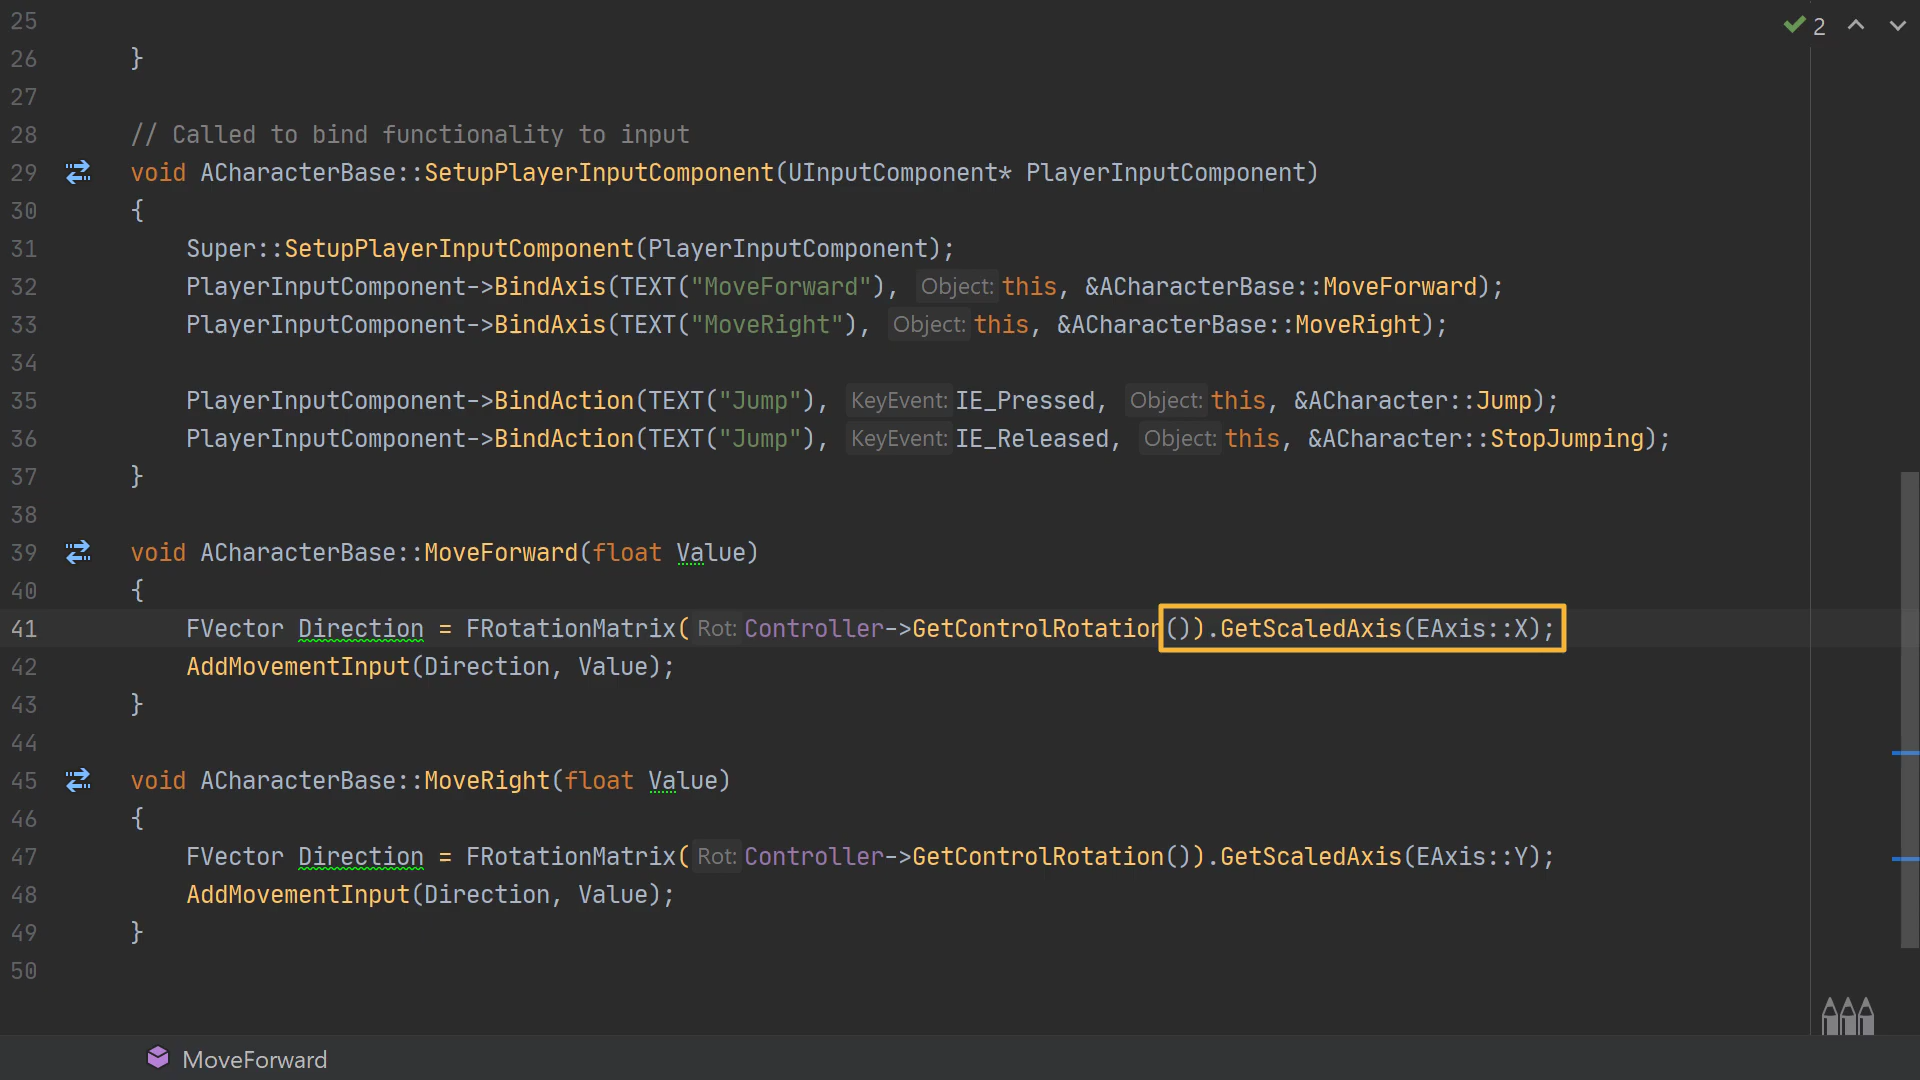 25
26 }
27
28 // Called to bind functionality to input
29 void ACharacterBase::SetupPlayerInputComponent(UInputComponent* PlayerInputComponent)
30 {
31 Super::SetupPlayerInputComponent(PlayerInputComponent);
32 PlayerInputComponent->BindAxis(TEXT("MoveForward"), Object: this, &ACharacterBase::MoveForward);
33 PlayerInputComponent->BindAxis(TEXT("MoveRight"), Object: this, &ACharacterBase::MoveRight);
34
35 PlayerInputComponent->BindAction(TEXT("Jump"), KeyEvent: IE_Pressed, Object: this, &ACharacter::Jump);
36 PlayerInputComponent->BindAction(TEXT("Jump"), KeyEvent: IE_Released, Object: this, &ACharacter::StopJumping);
37 }
38
39 void ACharacterBase::MoveForward(float Value)
40 {
41 FVector Direction = FRotationMatrix( Rot: Controller->GetControlRotation()).GetScaledAxis(EAxis::X);
42 AddMovementInput(Direction, Value);
43 }
44
45 void ACharacterBase::MoveRight(float Value)
46 {
47 FVector Direction = FRotationMatrix( Rot: Controller->GetControlRotation()).GetScaledAxis(EAxis::Y);
48 AddMovementInput(Direction, Value);
49 }
50
2
MoveForward